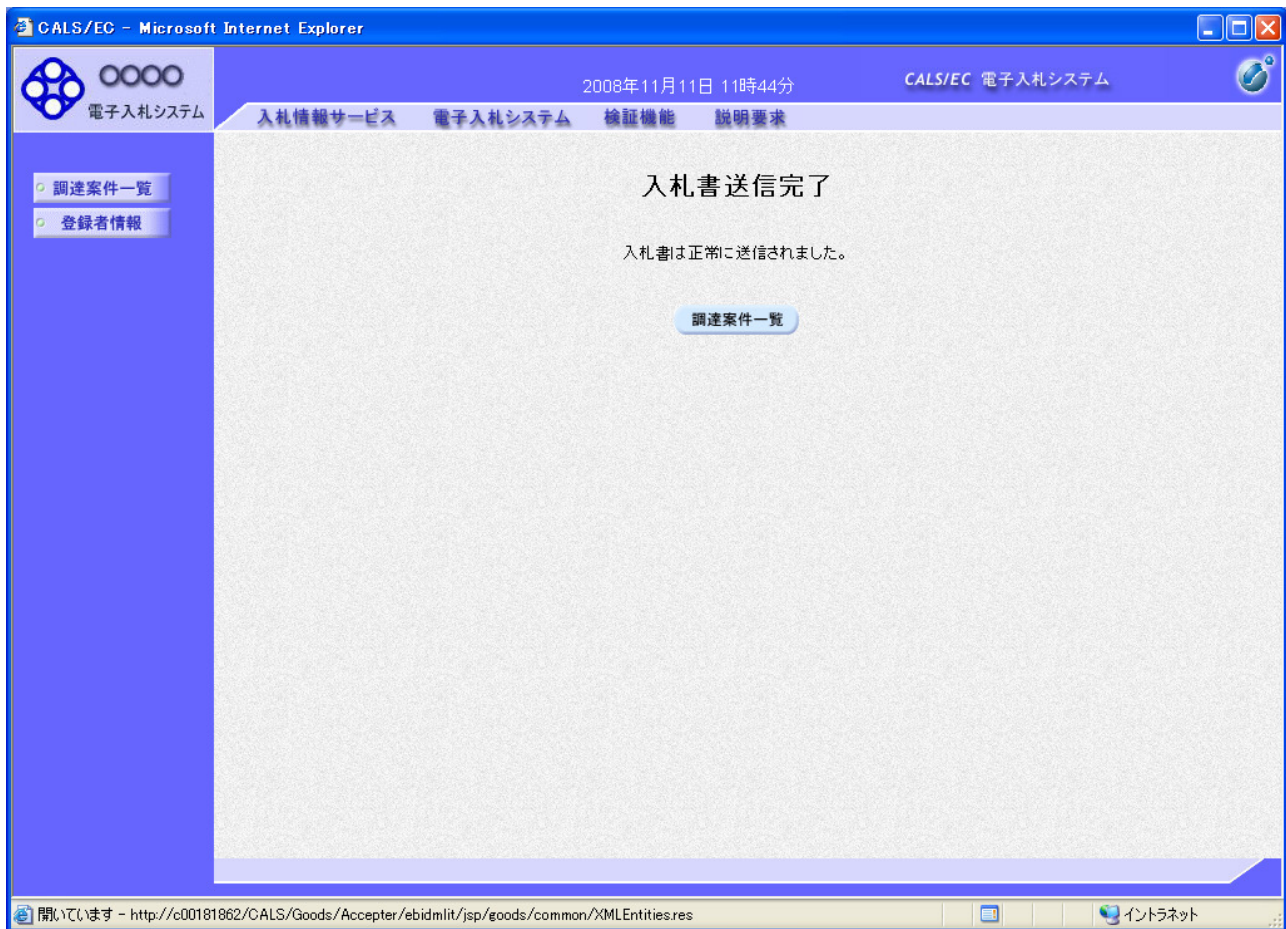 CALS/EC - Microsoft Internet Explorer
〇〇〇〇
電子入札システム
2008年11月11日 11時44分
CALS/EC 電子入札システム
入札情報サービス 電子入札システム 検証機能 説明要求
調達案件一覧
登録者情報
入札書送信完了
入札書は正常に送信されました。
調達案件一覧
開いています - http://c00181862/CALS/Goods/Accepter/ebidmlit/jsp/goods/common/XMLEntities.res
イントラネット